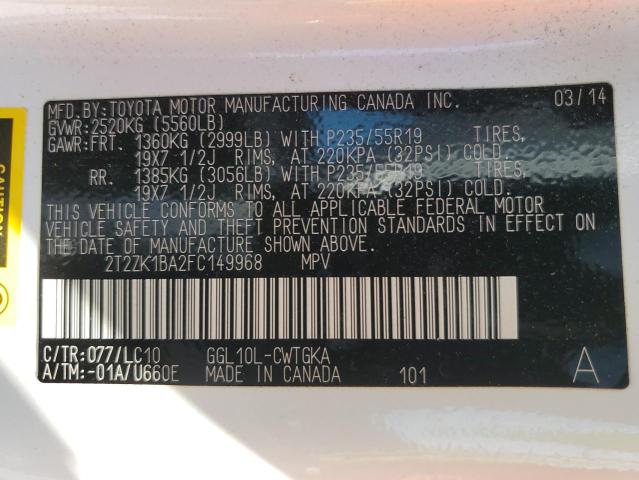 MFD.BY:TOYOTA MOTOR MANUFACTURING CANADA INC. 03/14
GVWR:2520KG (5560LB)
GAWR:FRT. 1360KG (2999LB) WITH P235/55R19 TIRES,
19X7 1/2J RIMS, AT 220KPA (32PSI) COLD.
RR. 1385KG (3056LB) WITH P235/55R19 TIRES,
19X7 1/2J RIMS, AT 220KPA (32PSI) COLD.
THIS VEHICLE CONFORMS TO ALL APPLICABLE FEDERAL MOTOR
VEHICLE SAFETY AND THEFT PREVENTION STANDARDS IN EFFECT ON
THE DATE OF MANUFACTURE SHOWN ABOVE.
2T2ZK1BA2FC149968 MPV
C/TR:077/LC10 GGL10L-CWTGKA
A/TM:-01A/U660E MADE IN CANADA 101 A
CAUTION